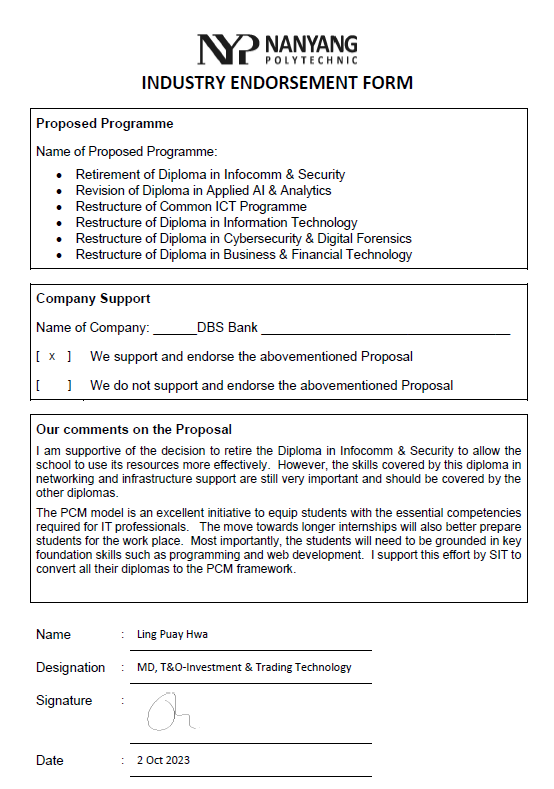 NYP NANYANG
POLYTECHNIC
INDUSTRY ENDORSEMENT FORM
Proposed Programme
Name of Proposed Programme:
• Retirement of Diploma in Infocomm & Security
• Revision of Diploma in Applied AI & Analytics
• Restructure of Common ICT Programme
• Restructure of Diploma in Information Technology
• Restructure of Diploma in Cybersecurity & Digital Forensics
• Restructure of Diploma in Business & Financial Technology
Company Support
Name of Company: ______DBS Bank __________________________________
[ x ] We support and endorse the abovementioned Proposal
[ ] We do not support and endorse the abovementioned Proposal
Our comments on the Proposal
I am supportive of the decision to retire the Diploma in Infocomm & Security to allow the
school to use its resources more effectively. However, the skills covered by this diploma in
networking and infrastructure support are still very important and should be covered by the
other diplomas.
The PCM model is an excellent initiative to equip students with the essential competencies
required for IT professionals. The move towards longer internships will also better prepare
students for the work place. Most importantly, the students will need to be grounded in key
foundation skills such as programming and web development. I support this effort by SIT to
convert all their diplomas to the PCM framework.
Name : Ling Puay Hwa
Designation : MD, T&O-Investment & Trading Technology
Signature :
Date : 2 Oct 2023